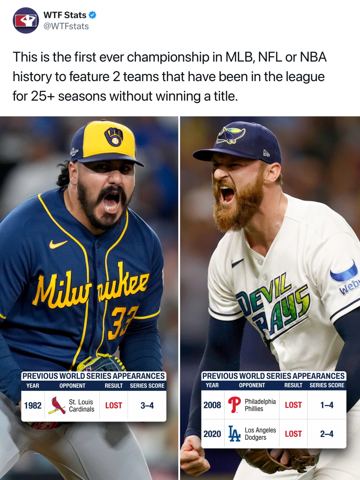 WTF Stats
@WTFstats
This is the first ever championship in MLB, NFL or NBA
history to feature 2 teams that have been in the league
for 25+ seasons without winning a title.
Milwaukee
33
DEVIL
RAYS
Web
PREVIOUS WORLD SERIES APPEARANCES
YEAR OPPONENT RESULT SERIES SCORE
1982 St. Louis Cardinals LOST 3–4
PREVIOUS WORLD SERIES APPEARANCES
YEAR OPPONENT RESULT SERIES SCORE
2008 P Philadelphia Phillies LOST 1–4
2020 LA Los Angeles Dodgers LOST 2–4